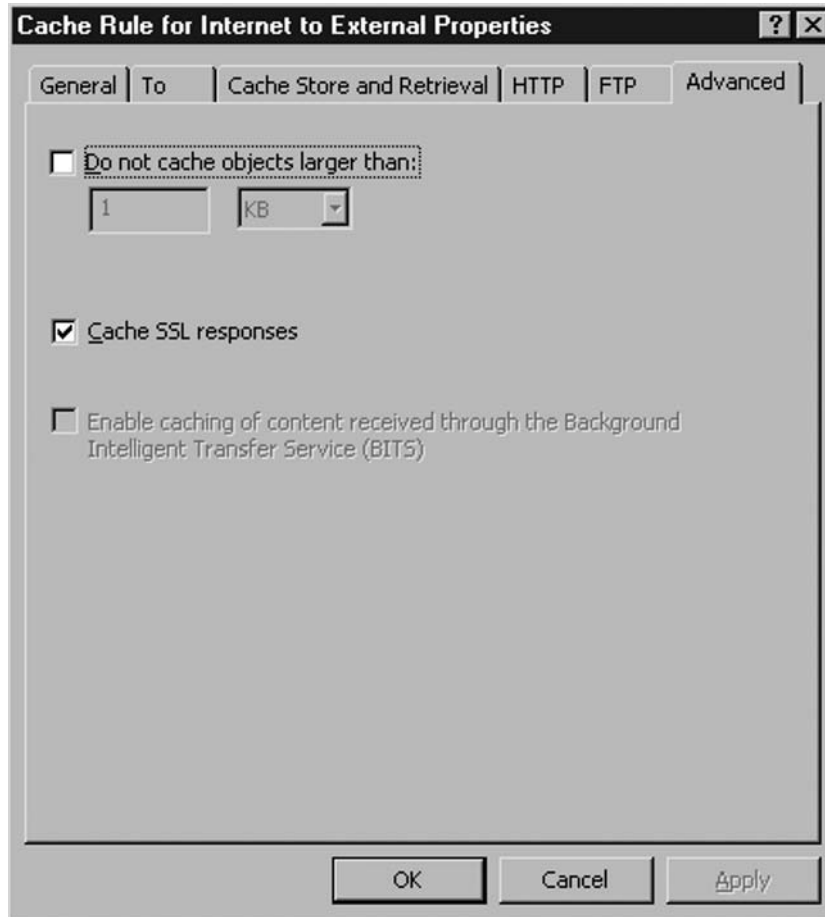 Cache Rule for Internet to External Properties
General To Cache Store and Retrieval HTTP FTP Advanced
Do not cache objects larger than:
1 KB
Cache SSL responses
Enable caching of content received through the Background
Intelligent Transfer Service (BITS)
OK Cancel Apply